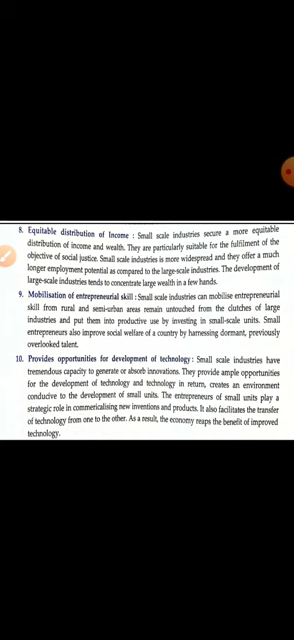 8. Equitable distribution of Income : Small scale industries secure a more equitable
distribution of income and wealth. They are particularly suitable for the fulfilment of the
objective of social justice. Small scale industries is more widespread and they offer a much
longer employment potential as compared to the large-scale industries. The development of
large-scale industries tends to concentrate large wealth in a few hands.
9. Mobilisation of entrepreneurial skill : Small scale industries can mobilise entrepreneurial
skill from rural and semi-urban areas remain untouched from the clutches of large
industries and put them into productive use by investing in small-scale units. Small
entrepreneurs also improve social welfare of a country by harnessing dormant, previously
overlooked talent.
10. Provides opportunities for development of technology : Small scale industries have
tremendous capacity to generate or absorb innovations. They provide ample opportunities
for the development of technology and technology in return, creates an environment
conducive to the development of small units. The entrepreneurs of small units play a
strategic role in commericalising new inventions and products. It also facilitates the transfer
of technology from one to the other. As a result, the economy reaps the benefit of improved
technology.